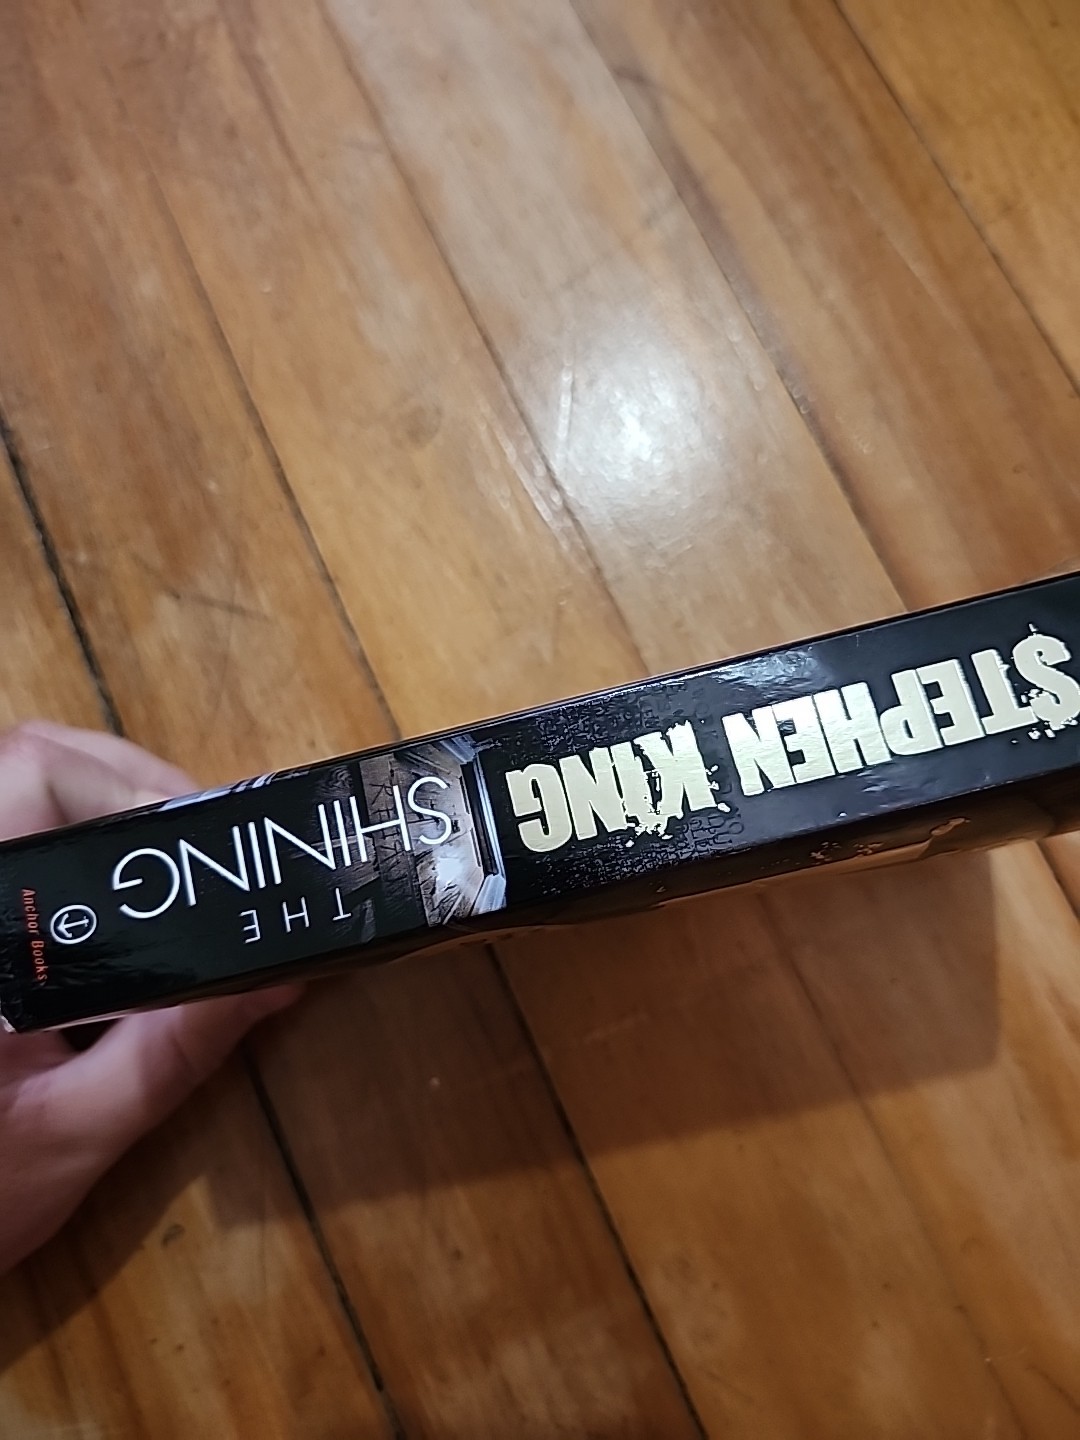 STEPHEN KING
THE
SHINING
Anchor Books